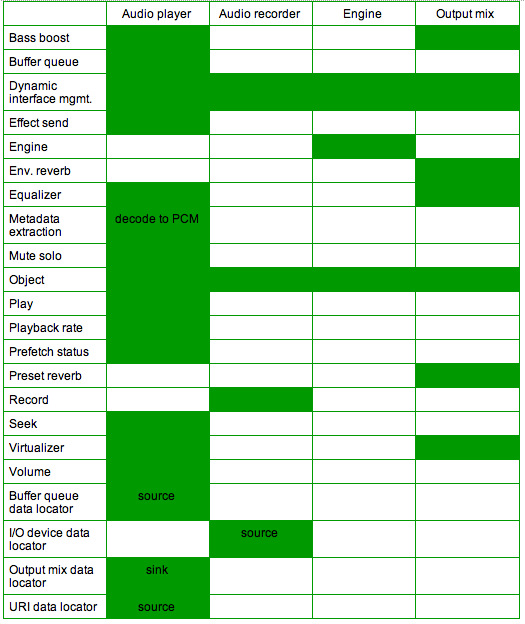 Audio player Audio recorder Engine Output mix
Bass boost
Buffer queue
Dynamic
interface mgmt.
Effect send
Engine
Env. reverb
Equalizer
Metadata
extraction
decode to PCM
Mute solo
Object
Play
Playback rate
Prefetch status
Preset reverb
Record
Seek
Virtualizer
Volume
Buffer queue
data locator
source
I/O device data
locator
source
Output mix data
locator
sink
URI data locator source